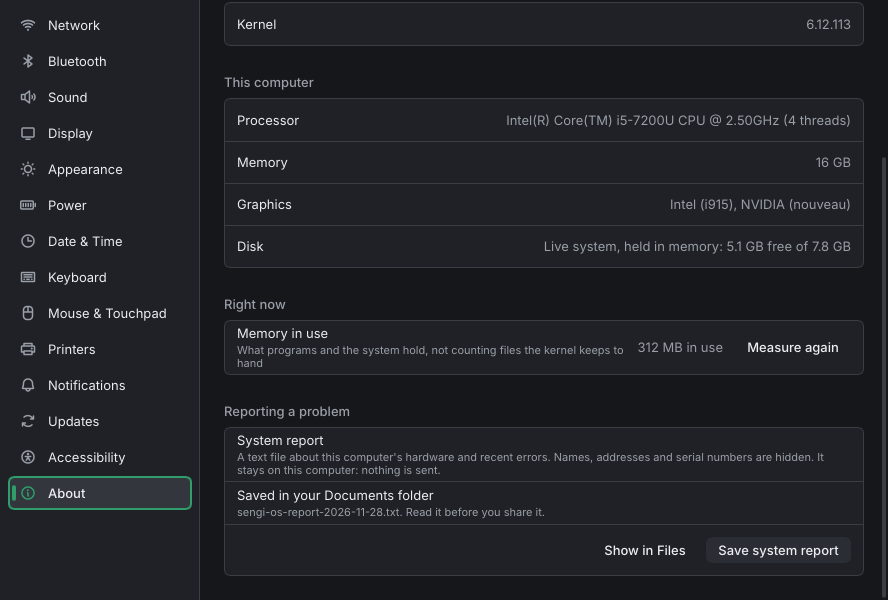 Network
Bluetooth
Sound
Display
Appearance
Power
Date & Time
Keyboard
Mouse & Touchpad
Printers
Notifications
Updates
Accessibility
About
Kernel 6.12.113
This computer
Processor Intel(R) Core(TM) i5-7200U CPU @ 2.50GHz (4 threads)
Memory 16 GB
Graphics Intel (i915), NVIDIA (nouveau)
Disk Live system, held in memory: 5.1 GB free of 7.8 GB
Right now
Memory in use
What programs and the system hold, not counting files the kernel keeps to
hand
312 MB in use Measure again
Reporting a problem
System report
A text file about this computer's hardware and recent errors. Names, addresses and serial numbers are hidden. It
stays on this computer: nothing is sent.
Saved in your Documents folder
sengi-os-report-2026-11-28.txt. Read it before you share it.
Show in Files Save system report